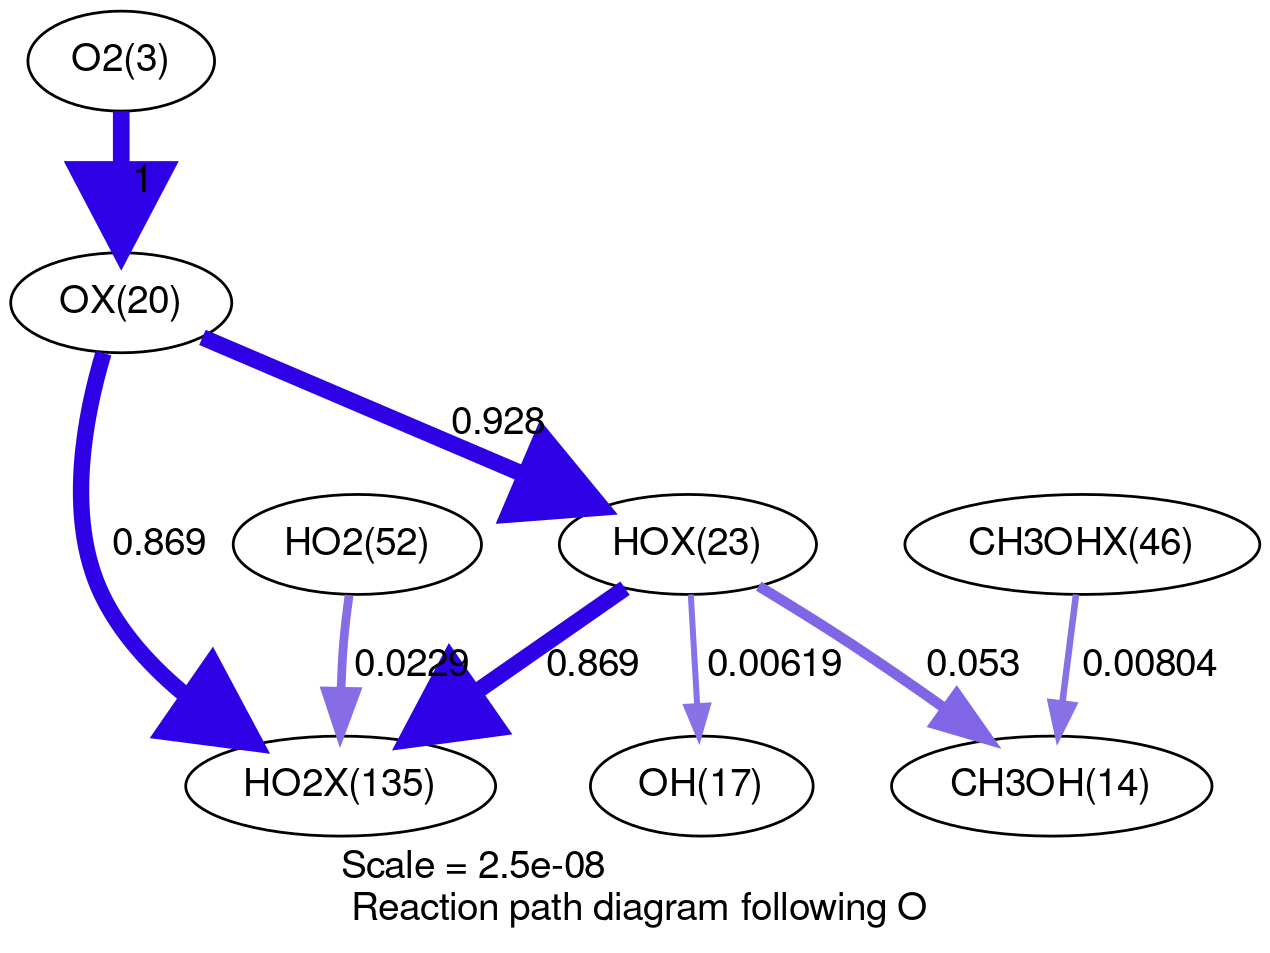 O2(3)
1
OX(20)
0.928
0.869
HO2(52)
HOX(23)
CH3OHX(46)
0.0229
0.869
0.00619
0.053
0.00804
HO2X(135)
OH(17)
CH3OH(14)
Scale = 2.5e-08
Reaction path diagram following O